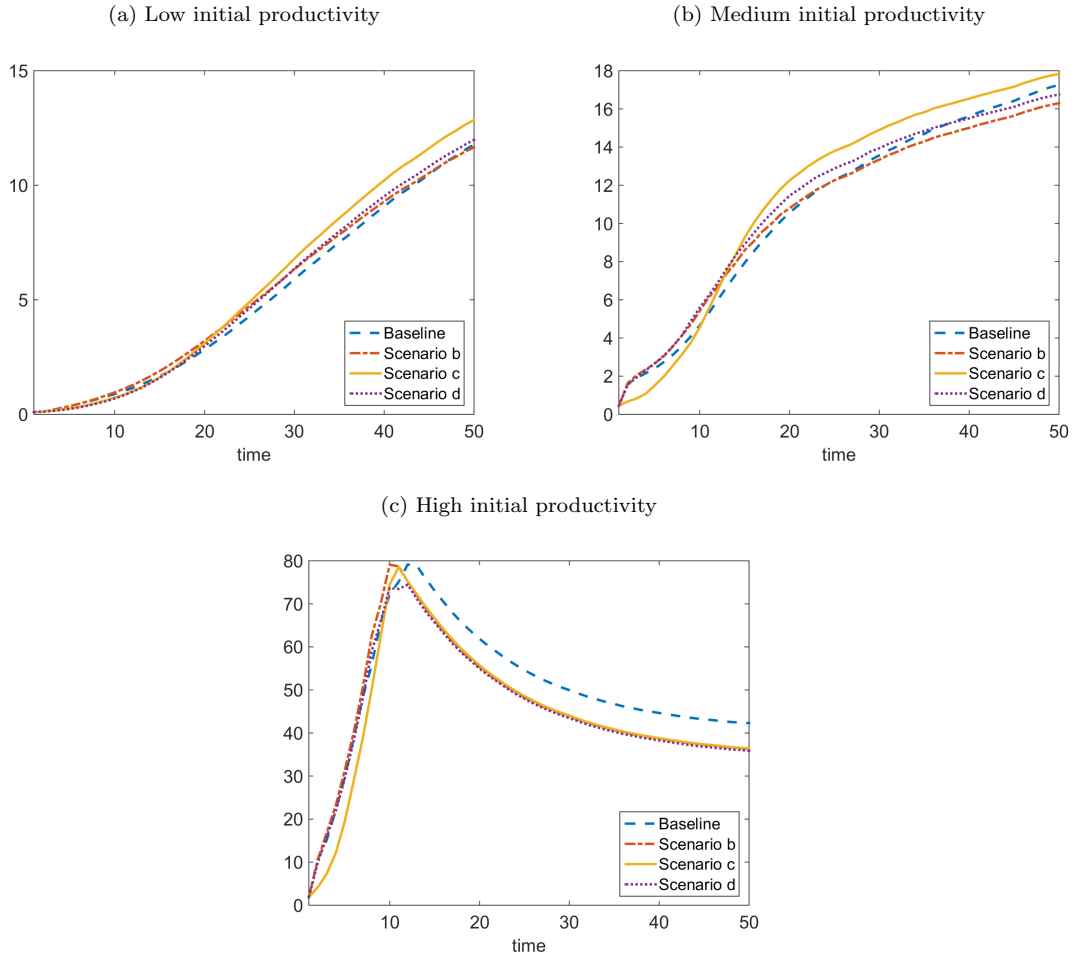 (a) Low initial productivity
15
10
5
0
10 20 30 40 50
time
Baseline
Scenario b
Scenario c
Scenario d
(b) Medium initial productivity
18
16
14
12
10
8
6
4
2
0
10 20 30 40 50
time
Baseline
Scenario b
Scenario c
Scenario d
(c) High initial productivity
80
70
60
50
40
30
20
10
0
10 20 30 40 50
time
Baseline
Scenario b
Scenario c
Scenario d